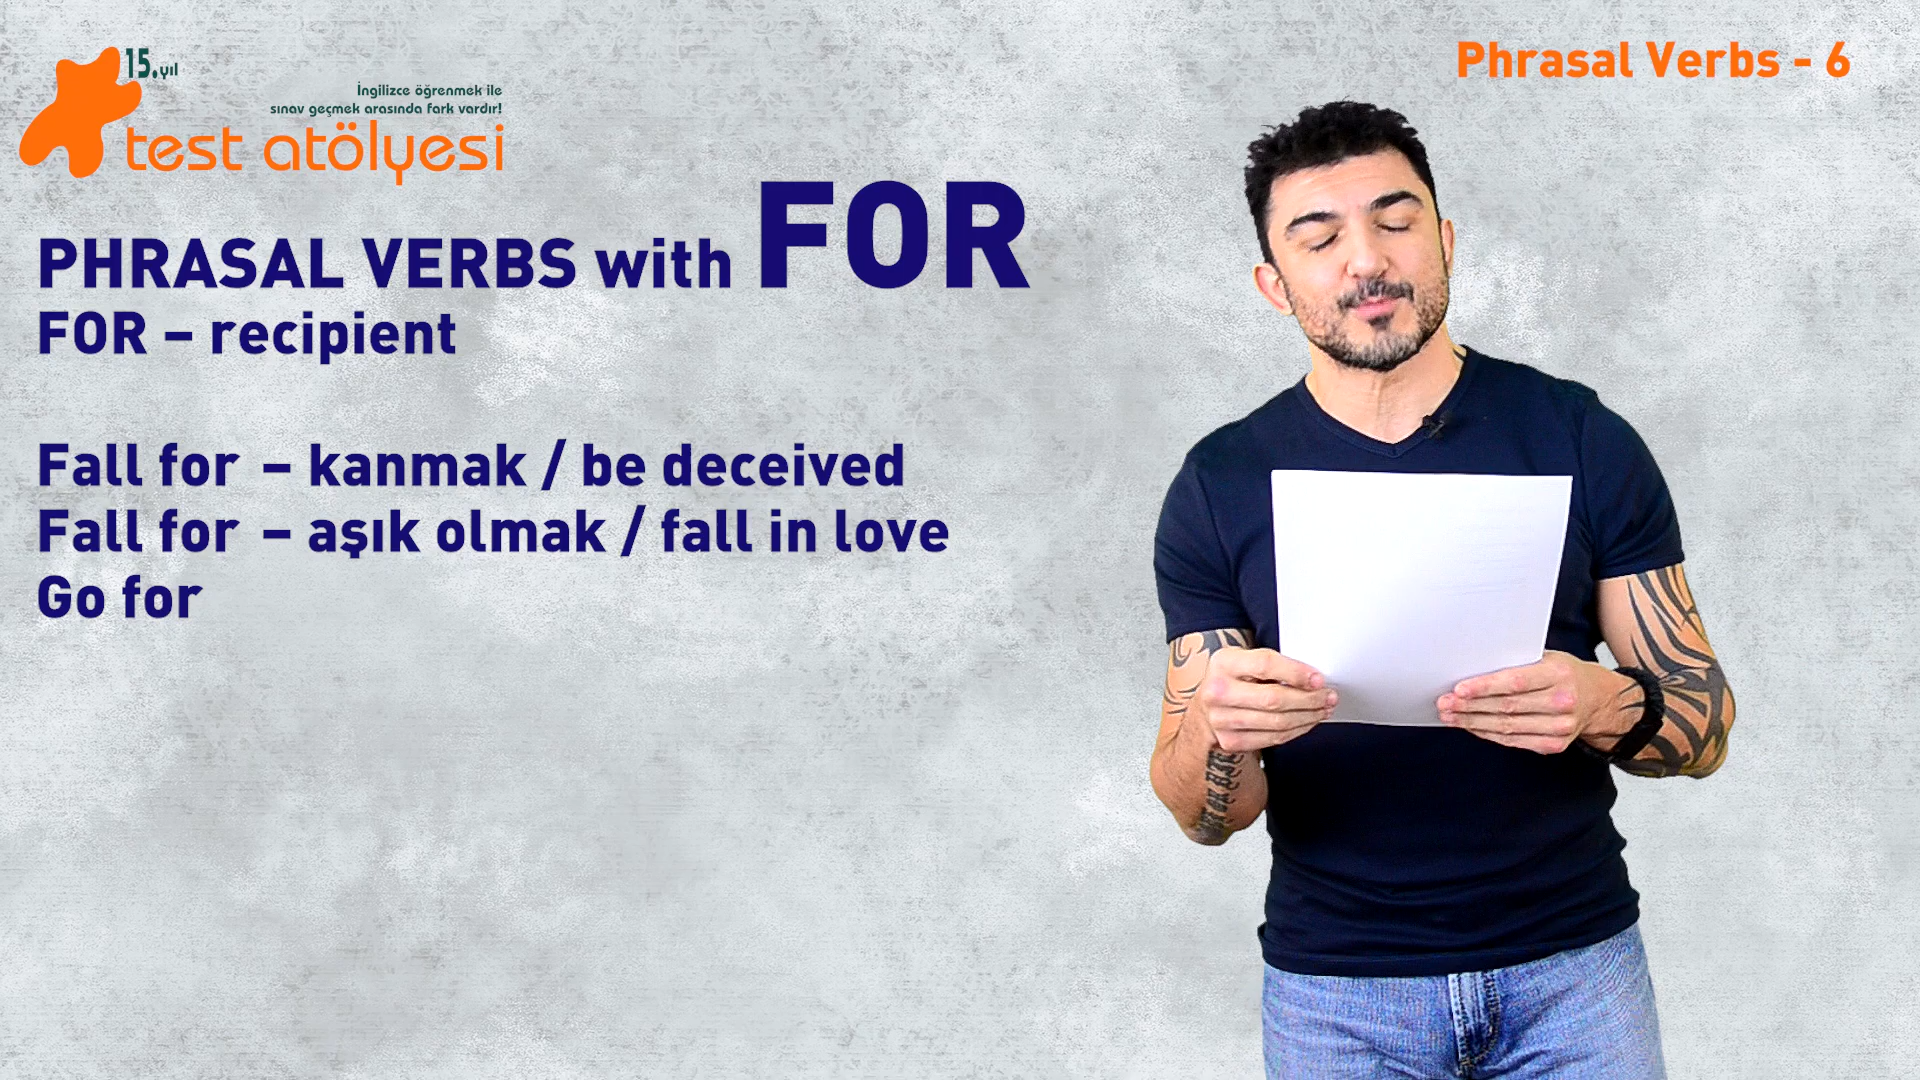 15.yıl
İngilizce öğrenmek ile
sınav geçmek arasında fark vardır!
test atölyesi
Phrasal Verbs - 6
PHRASAL VERBS with FOR
FOR – recipient
Fall for – kanmak / be deceived
Fall for – aşık olmak / fall in love
Go for